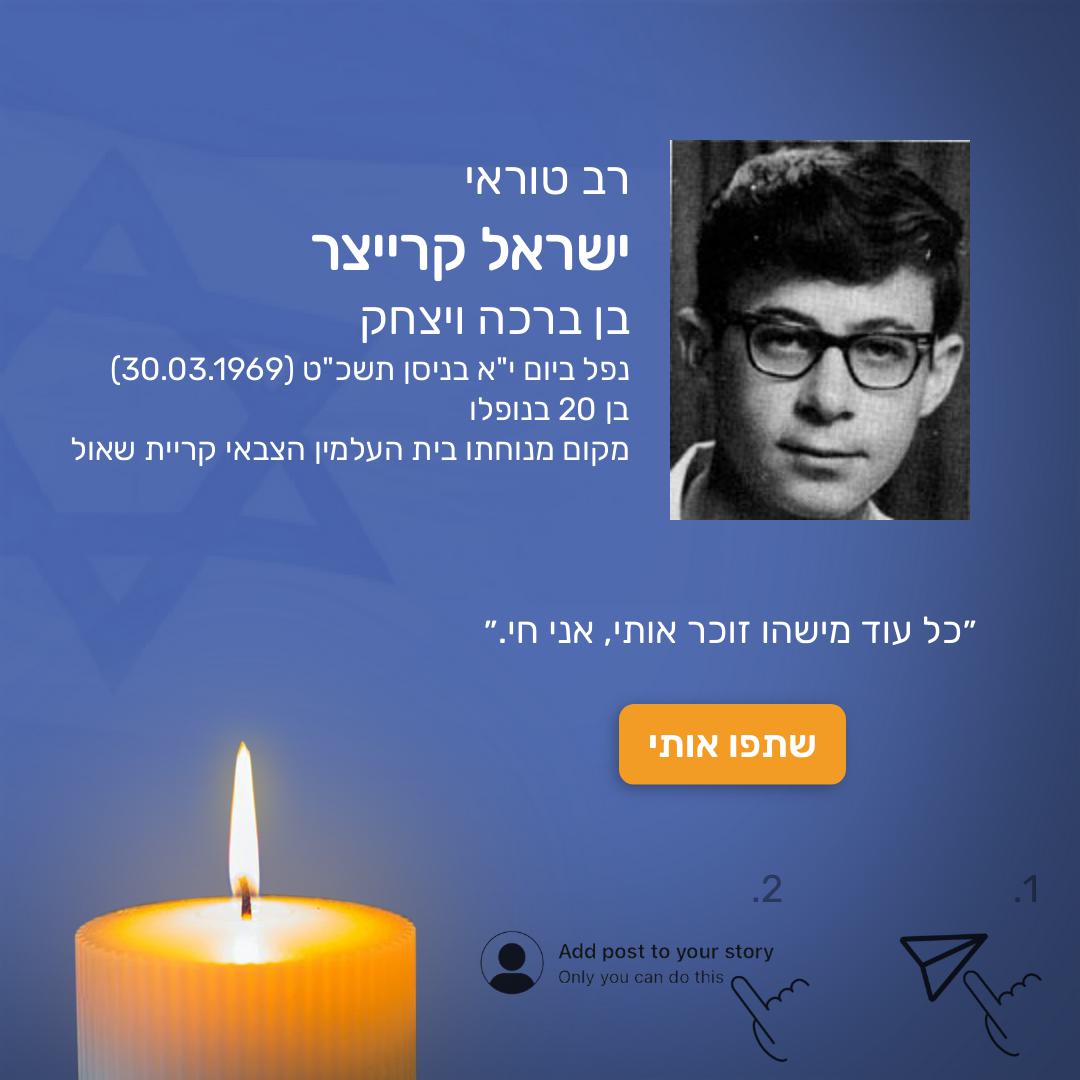 רב טוראי
ישראל קרייצר
בן ברכה ויצחק
נפל ביום י"א בניסן תשכ"ט (30.03.1969)
בן 20 בנופלו
מקום מנוחתו בית העלמין הצבאי קריית שאול
״כל עוד מישהו זוכר אותי, אני חי.״
שתפו אותי
.1
.2
Add post to your story
Only you can do this